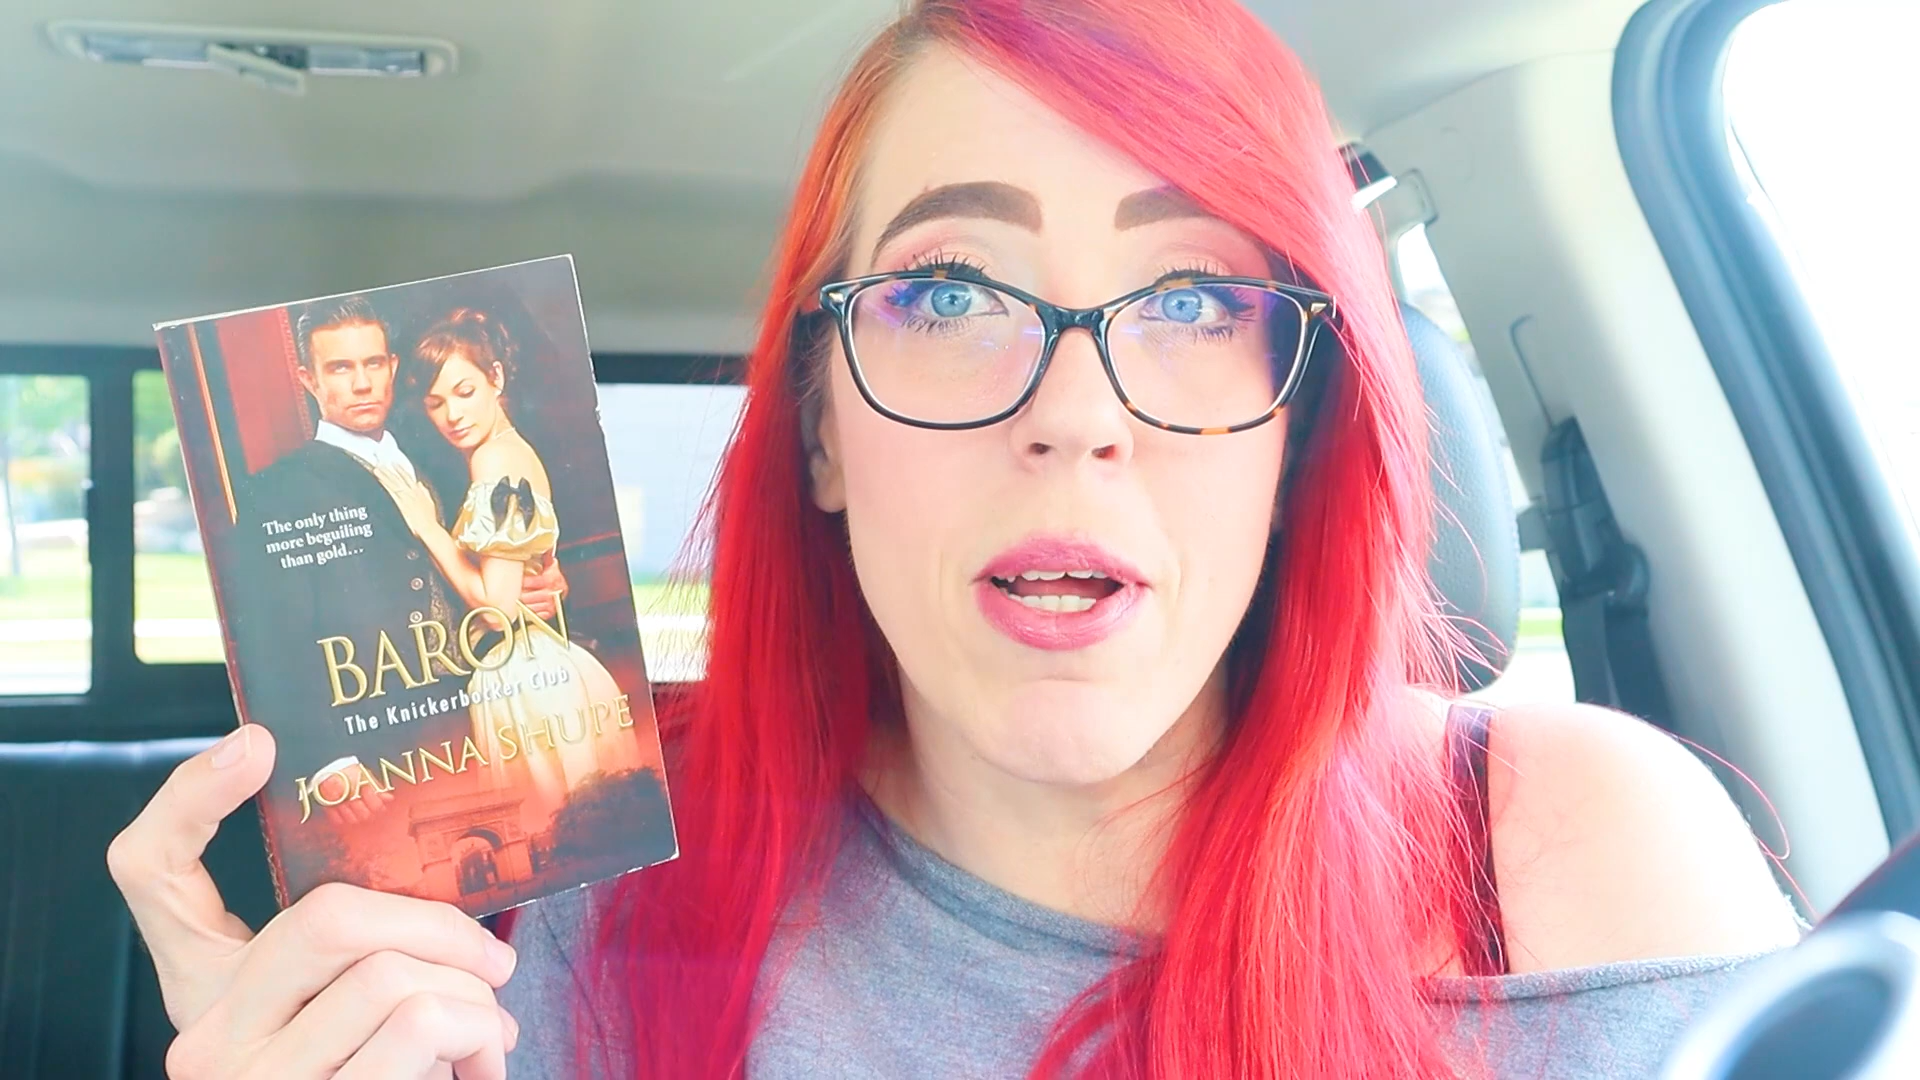 The only thing
more beguiling
than gold...
BARON
The Knickerbocker Club
JOANNA SHUPE